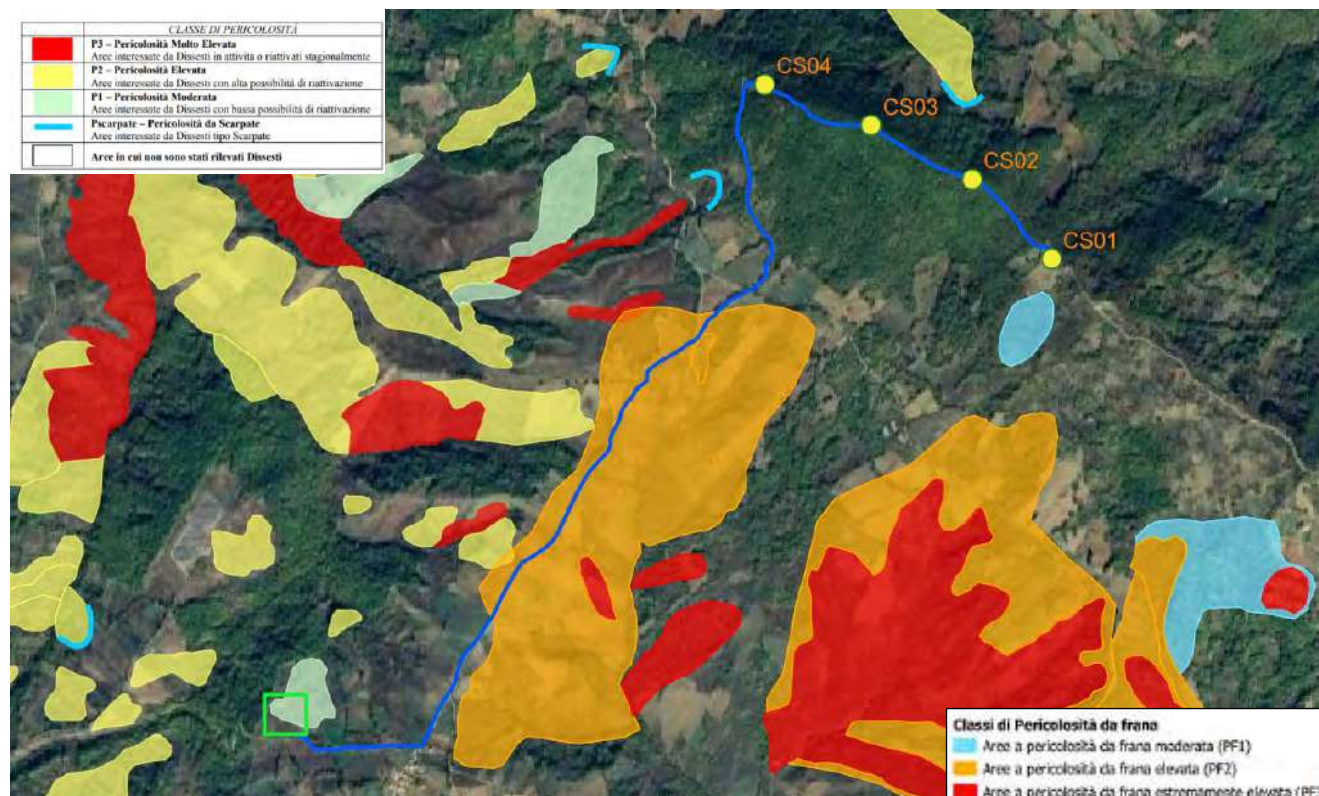 CLASSE DI PERICOLOSITÀ
P3 – Pericolosità Molto Elevata
Aree interessate da Dissesti in attività o riattivati stagionalmente
P2 – Pericolosità Elevata
Aree interessate da Dissesti con alta possibilità di riattivazione
P1 – Pericolosità Moderata
Aree interessate da Dissesti con bassa possibilità di riattivazione
Pscarpate – Pericolosità da Scarpate
Aree interessate da Dissesti tipo Scarpate
Aree in cui non sono stati rilevati Dissesti
CS04
CS03
CS02
CS01
Classi di Pericolosità da frana
Aree a pericolosità da frana moderata (PF1)
Aree a pericolosità da frana elevata (PF2)
Aree a pericolosità da frana estremamente elevata